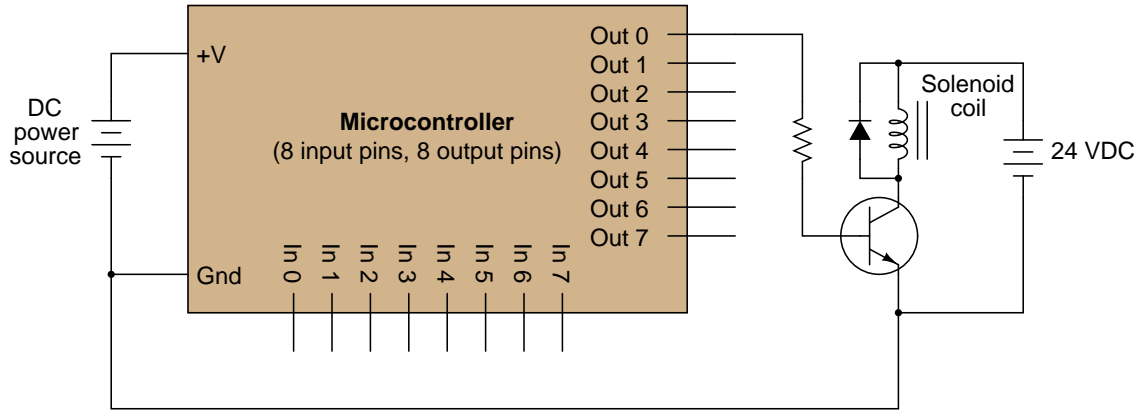 +V
DC
power
source
Microcontroller
(8 input pins, 8 output pins)
Gnd
In 0
In 1
In 2
In 3
In 4
In 5
In 6
In 7
Out 0
Out 1
Out 2
Out 3
Out 4
Out 5
Out 6
Out 7
Solenoid
coil
24 VDC